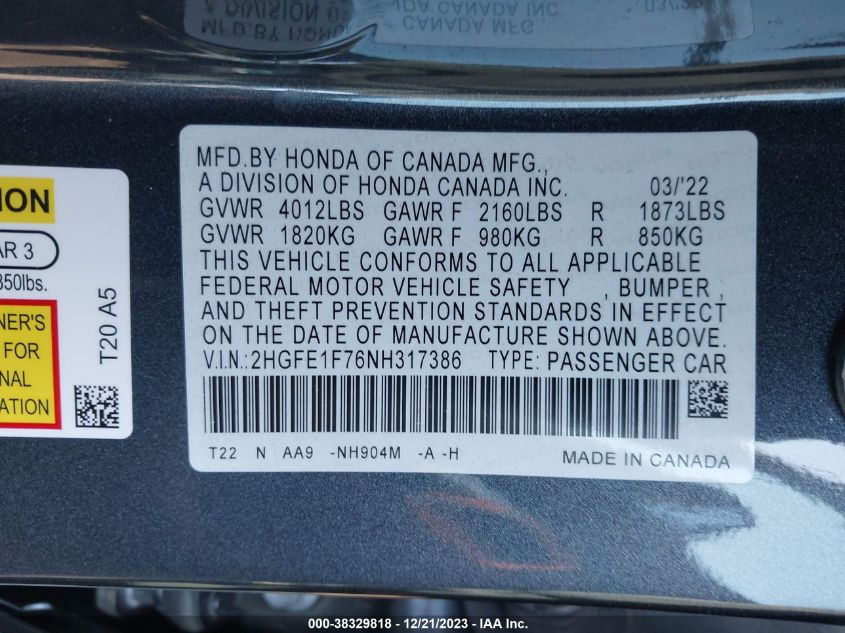 MFD.BY HONDA OF CANADA MFG.,
A DIVISION OF HONDA CANADA INC. 03/'22
GVWR 4012LBS GAWR F 2160LBS R 1873LBS
GVWR 1820KG GAWR F 980KG R 850KG
THIS VEHICLE CONFORMS TO ALL APPLICABLE
FEDERAL MOTOR VEHICLE SAFETY , BUMPER ,
AND THEFT PREVENTION STANDARDS IN EFFECT
ON THE DATE OF MANUFACTURE SHOWN ABOVE.
V.I.N.:2HGFE1F76NH317386 TYPE: PASSENGER CAR
T22 N AA9 -NH904M -A -H
MADE IN CANADA
AR 3
350lbs.
NER'S
FOR
NAL
ATION
T20 A5
000-38329818 - 12/21/2023 - IAA Inc.